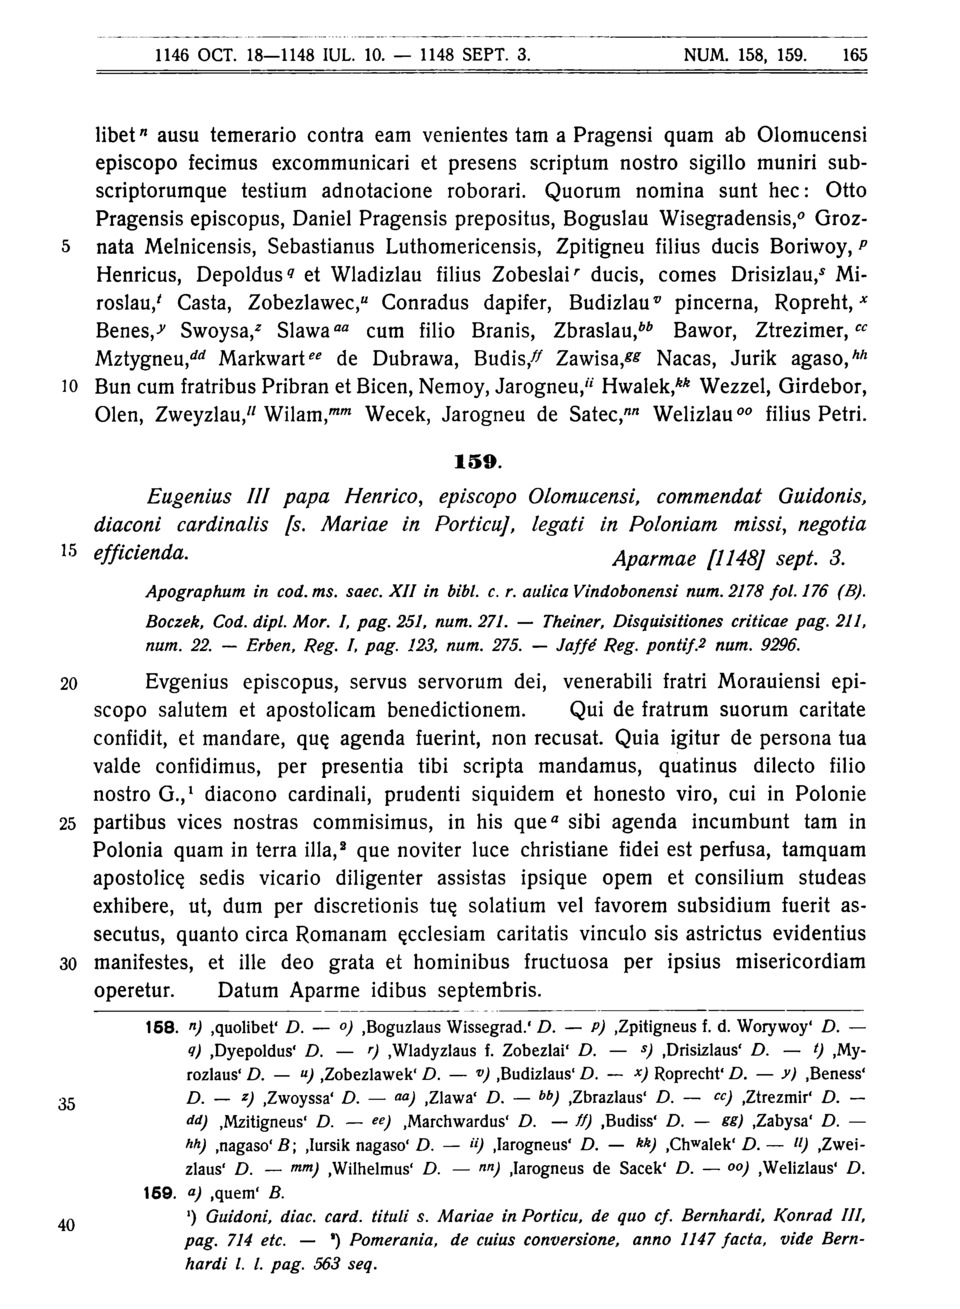 1146 OCT. 18—1148 IUL. 10. — 1148 SEPT. 3. NUM. 158, 159. 165
libet n ausu temerario contra eam venientes tam a Pragensi quam ab Olomucensi
episcopo fecimus excommunicari et presens scriptum nostro sigillo muniri sub-
scriptorumque testium adnotacione roborari. Quorum nomina sunt hec: Otto
Pragensis episcopus, Daniel Pragensis prepositus, Boguslau Wisegradensis,o Groz-
5 nata Melnicensis, Sebastianus Luthomericensis, Zpitigneu filius ducis Boriwoy, p
Henricus, Depoldus q et Wladizlau filius Zobeslai r ducis, comes Drisizlau,s Mi-
roslau,t Casta, Zobezlawec,u Conradus dapifer, Budizlau v pincerna, Ropreht, x
Benes,y Swoysa,z Slawa aa cum filio Branis, Zbraslau,bb Bawor, Ztrezimer, cc
Mztygneu,dd Markwart ee de Dubrawa, Budis,ff Zawisa,gg Nacas, Jurik agaso,hh
10 Bun cum fratribus Pribran et Bicen, Nemoy, Jarogneu,ii Hwalek,kk Wezzel, Girdebor,
Olen, Zweyzlau,ll Wilam,mm Wecek, Jarogneu de Satec,nn Welizlau oo filius Petri.
159.
Eugenius III papa Henrico, episcopo Olomucensi, commendat Guidonis,
diaconi cardinalis [s. Mariae in Porticu], legati in Poloniam missi, negotia
15 efficienda. Aparmae [1148] sept. 3.
Apographum in cod. ms. saec. XII in bibl. c. r. aulica Vindobonensi num. 2178 fol. 176 (B).
Boczek, Cod. dipl. Mor. I, pag. 251, num. 271. — Theiner, Disquisitiones criticae pag. 211,
num. 22. — Erben, Reg. I, pag. 123, num. 275. — Jaffé Reg. pontif.2 num. 9296.
20 Evgenius episcopus, servus servorum dei, venerabili fratri Morauiensi epi-
scopo salutem et apostolicam benedictionem. Qui de fratrum suorum caritate
confidit, et mandare, quę agenda fuerint, non recusat. Quia igitur de persona tua
valde confidimus, per presentia tibi scripta mandamus, quatinus dilecto filio
nostro G.,1 diacono cardinali, prudenti siquidem et honesto viro, cui in Polonie
25 partibus vices nostras commisimus, in his que a sibi agenda incumbunt tam in
Polonia quam in terra illa,2 que noviter luce christiane fidei est perfusa, tamquam
apostolicę sedis vicario diligenter assistas ipsique opem et consilium studeas
exhibere, ut, dum per discretionis tuę solatium vel favorem subsidium fuerit as-
secutus, quanto circa Romanam ęcclesiam caritatis vinculo sis astrictus evidentius
30 manifestes, et ille deo grata et hominibus fructuosa per ipsius misericordiam
operetur. Datum Aparme idibus septembris.
158. n) ‚quolibet‘ D. — o) ‚Boguzlaus Wissegrad.‘ D. — p) ‚Zpitigneus f. d. Worywoy‘ D. —
q) ‚Dyepoldus‘ D. — r) ‚Wladyzlaus f. Zobezlai‘ D. — s) ‚Drisizlaus‘ D. — t) ‚My-
rozlaus‘ D. — u) ‚Zobezlawek‘ D. — v) ‚Budizlaus‘ D. — x) Roprecht‘ D. — y) ‚Beness‘
35 D. — z) ‚Zwoyssa‘ D. — aa) ‚Zlawa‘ D. — bb) ‚Zbrazlaus‘ D. — cc) ‚Ztrezmir‘ D. —
dd) ‚Mzitigneus‘ D. — ee) ‚Marchwardus‘ D. — ff) ‚Budiss‘ D. — gg) ‚Zabysa‘ D. —
hh) ‚nagaso‘ B; ‚Iursik nagaso‘ D. — ii) ‚Iarogneus‘ D. — kk) ‚Chwalek‘ D. — ll) ‚Zwei-
zlaus‘ D. — mm) ‚Wilhelmus‘ D. — nn) ‚Iarogneus de Sacek‘ D. — oo) ‚Welizlaus‘ D.
159. a) ‚quem‘ B.
40 1) Guidoni, diac. card. tituli s. Mariae in Porticu, de quo cf. Bernhardi, Konrad III,
pag. 714 etc. — 2) Pomerania, de cuius conversione, anno 1147 facta, vide Bern-
hardi l. l. pag. 563 seq.